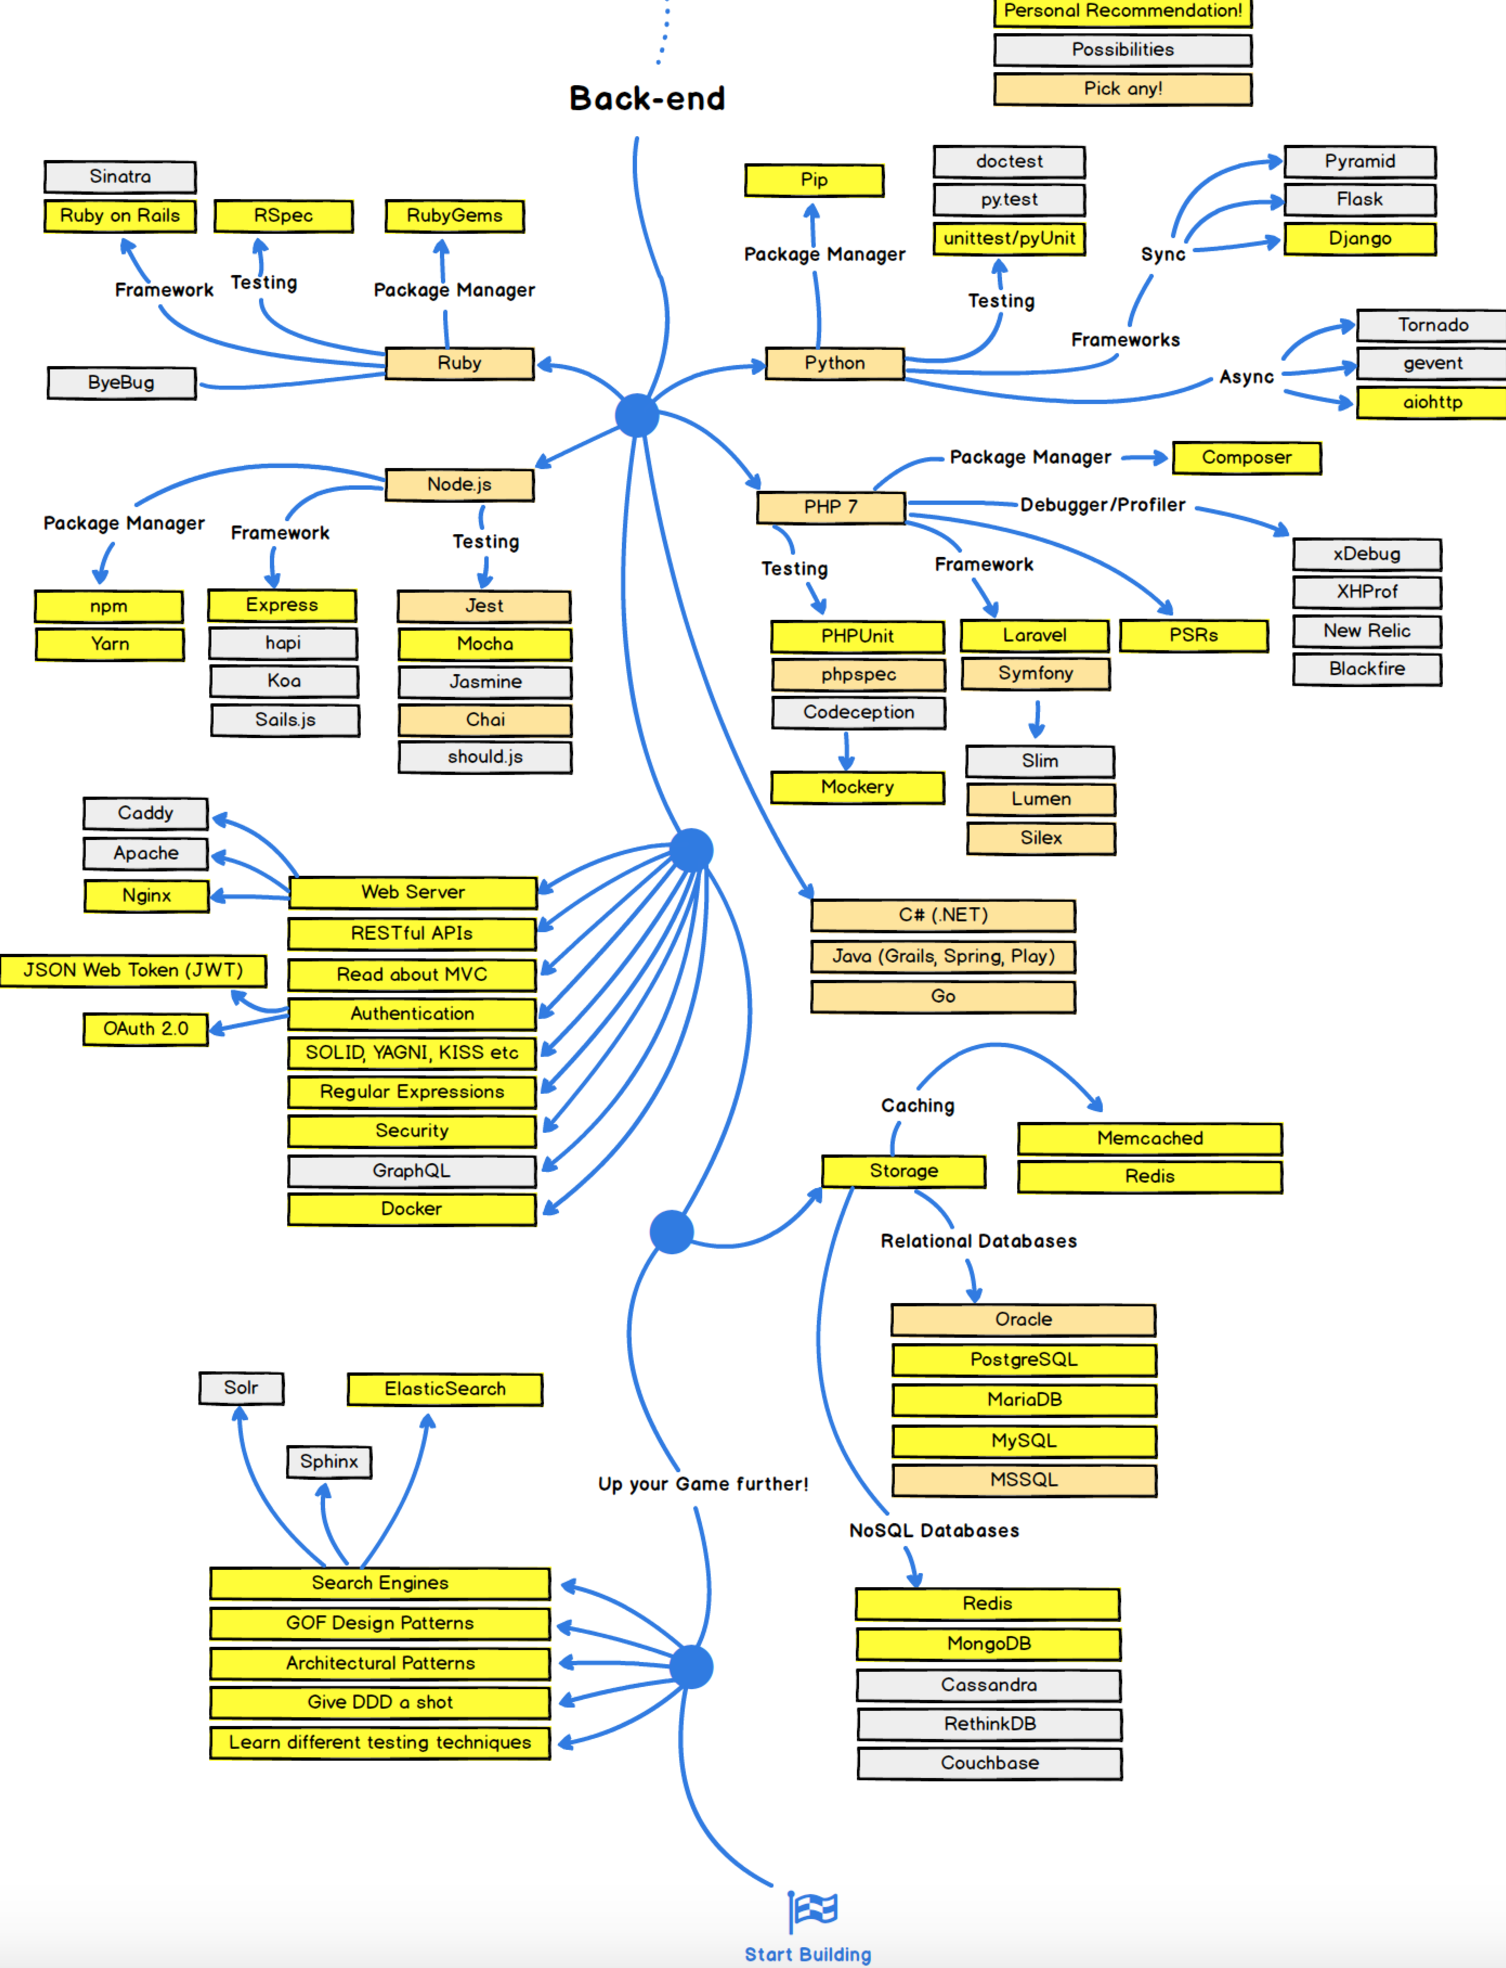 Personal Recommendation!
Possibilities
Pick any!
Back-end
Sinatra
Ruby on Rails
RSpec
RubyGems
Framework
Testing
Package Manager
Ruby
ByeBug
Pip
Package Manager
doctest
py.test
unittest/pyUnit
Testing
Python
Frameworks
Sync
Pyramid
Flask
Django
Async
Tornado
gevent
aiohttp
Node.js
Package Manager
npm
Yarn
Framework
Express
hapi
Koa
Sails.js
Testing
Jest
Mocha
Jasmine
Chai
should.js
PHP 7
Package Manager
Composer
Debugger/Profiler
xDebug
XHProf
New Relic
Blackfire
Testing
PHPUnit
phpspec
Codeception
Mockery
Framework
Laravel
Symfony
Slim
Lumen
Silex
PSRs
C# (.NET)
Java (Grails, Spring, Play)
Go
Caddy
Apache
Nginx
Web Server
RESTful APIs
Read about MVC
JSON Web Token (JWT)
OAuth 2.0
Authentication
SOLID, YAGNI, KISS etc
Regular Expressions
Security
GraphQL
Docker
Caching
Memcached
Redis
Storage
Relational Databases
Oracle
PostgreSQL
MariaDB
MySQL
MSSQL
NoSQL Databases
Redis
MongoDB
Cassandra
RethinkDB
Couchbase
Up your Game further!
Solr
Sphinx
ElasticSearch
Search Engines
GOF Design Patterns
Architectural Patterns
Give DDD a shot
Learn different testing techniques
Start Building